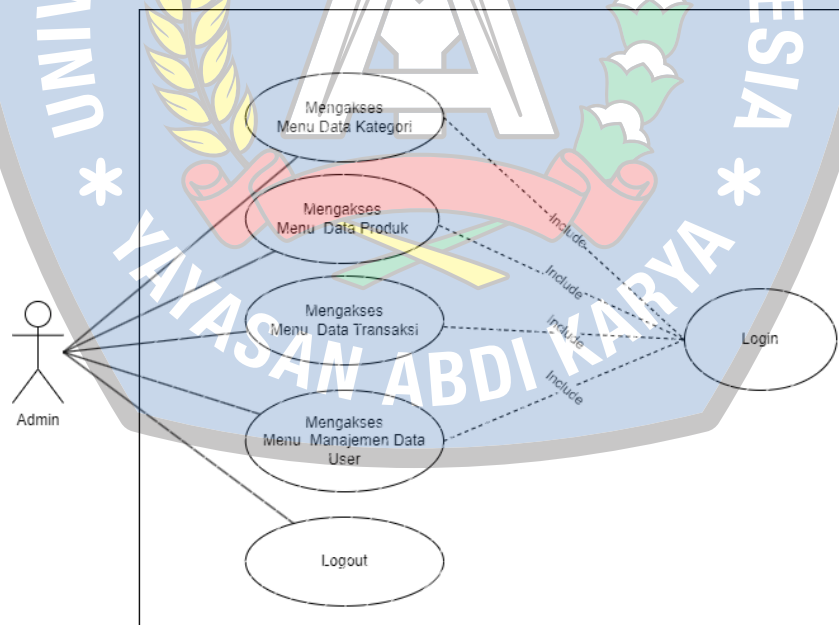 UNIV
ESIA
Mengakses
Menu Data Kategori
Include
Mengakses
Menu Data Produk
Include
Mengakses
Menu Data Transaksi
Include
Login
Mengakses
Menu Manajemen Data
User
Include
Admin
Logout
YAYASAN ABDI KARYA